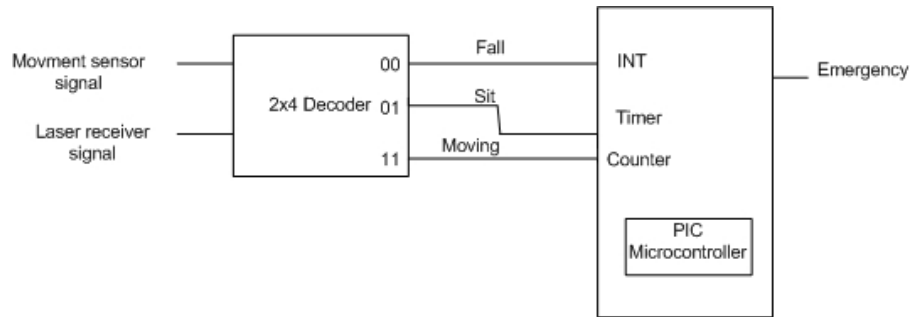 Movment sensor
signal
Laser receiver
signal
2x4 Decoder
00
01
11
Fall
Sit
Moving
INT
Timer
Counter
PIC
Microcontroller
Emergency